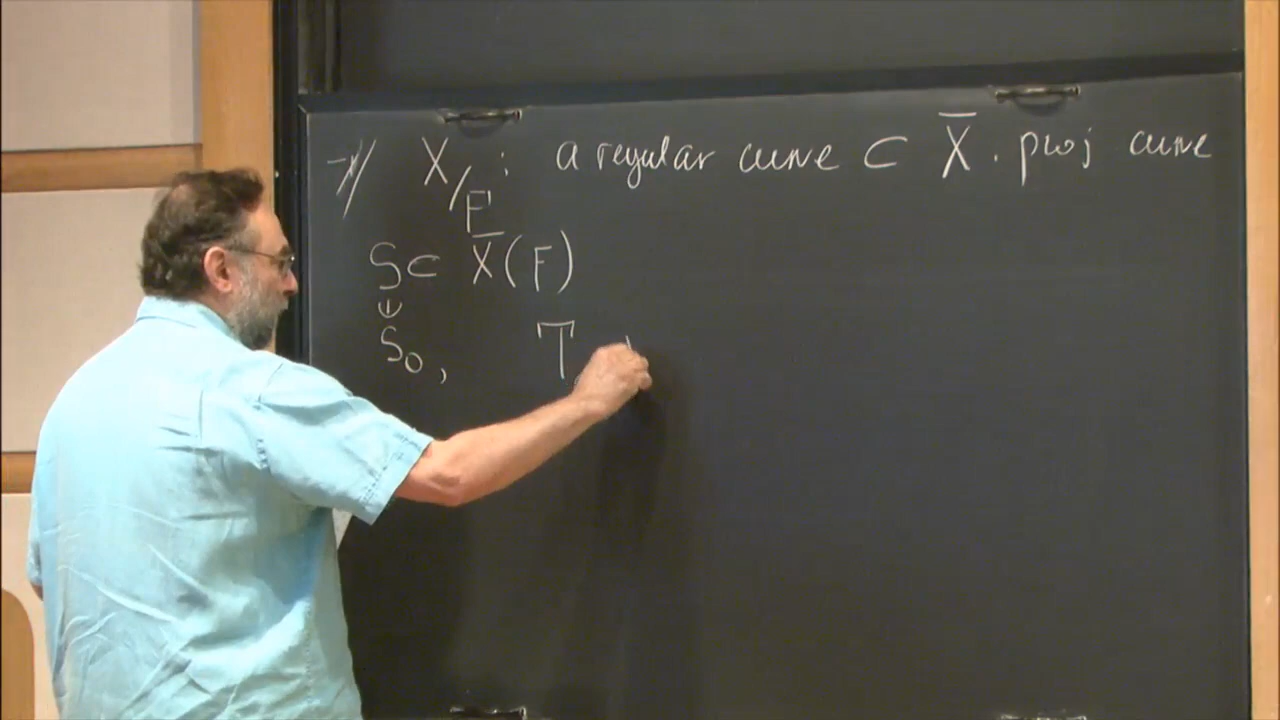 X/F : a regular curve ⊂ X̄ . proj curve
S ⊂ X̄(F)
∪
S₀, T